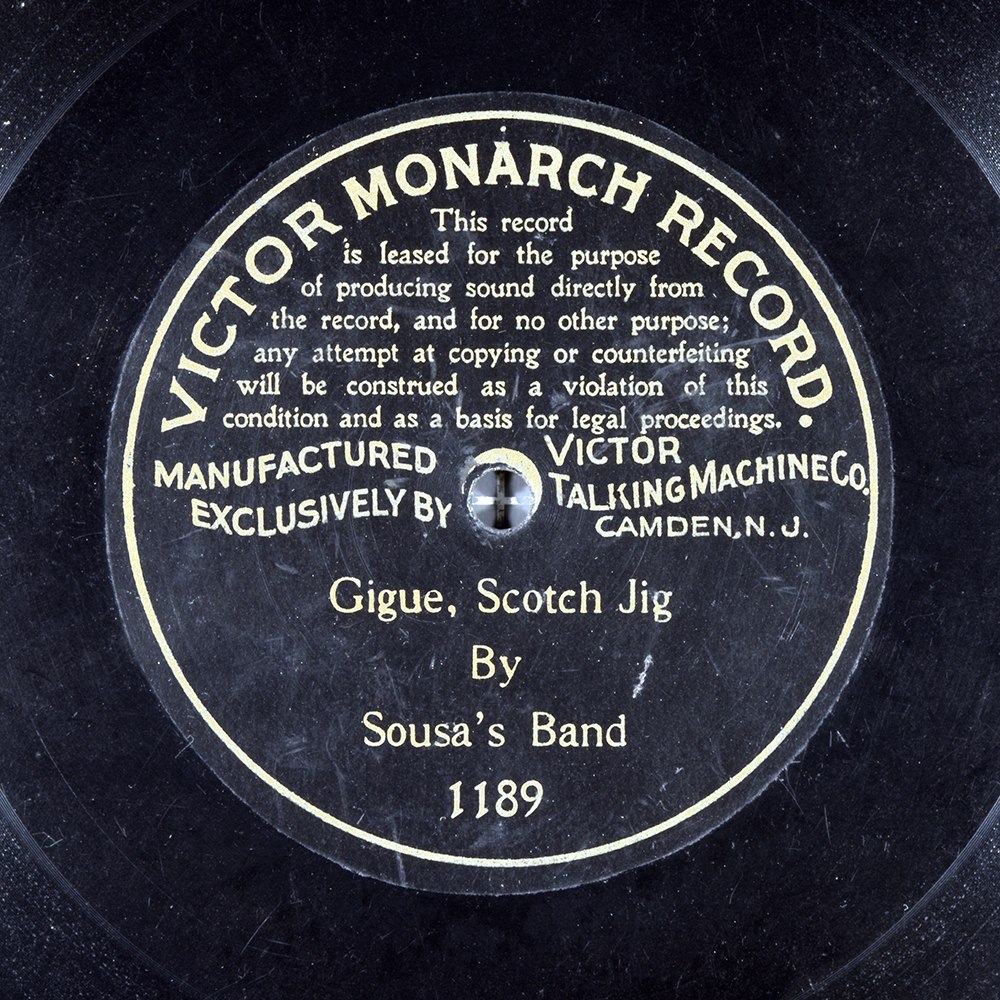 VICTOR MONARCH RECORD.
This record
is leased for the purpose
of producing sound directly from
the record, and for no other purpose;
any attempt at copying or counterfeiting
will be construed as a violation of this
condition and as a basis for legal proceedings.
MANUFACTURED
EXCLUSIVELY BY
VICTOR
TALKING MACHINE CO.
CAMDEN, N. J.
Gigue, Scotch Jig
By
Sousa's Band
1189